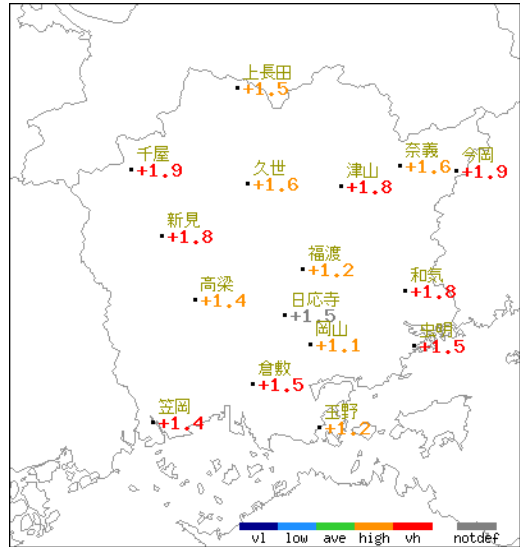 上長田
+1.5
千屋
+1.9
久世
+1.6
津山
+1.8
奈義
+1.6
今岡
+1.9
新見
+1.8
福渡
+1.2
高梁
+1.4
和気
+1.8
日応寺
+1.5
岡山
+1.1
虫明
+1.5
倉敷
+1.5
笠岡
+1.4
玉野
+1.2
vl low ave high vh notdef